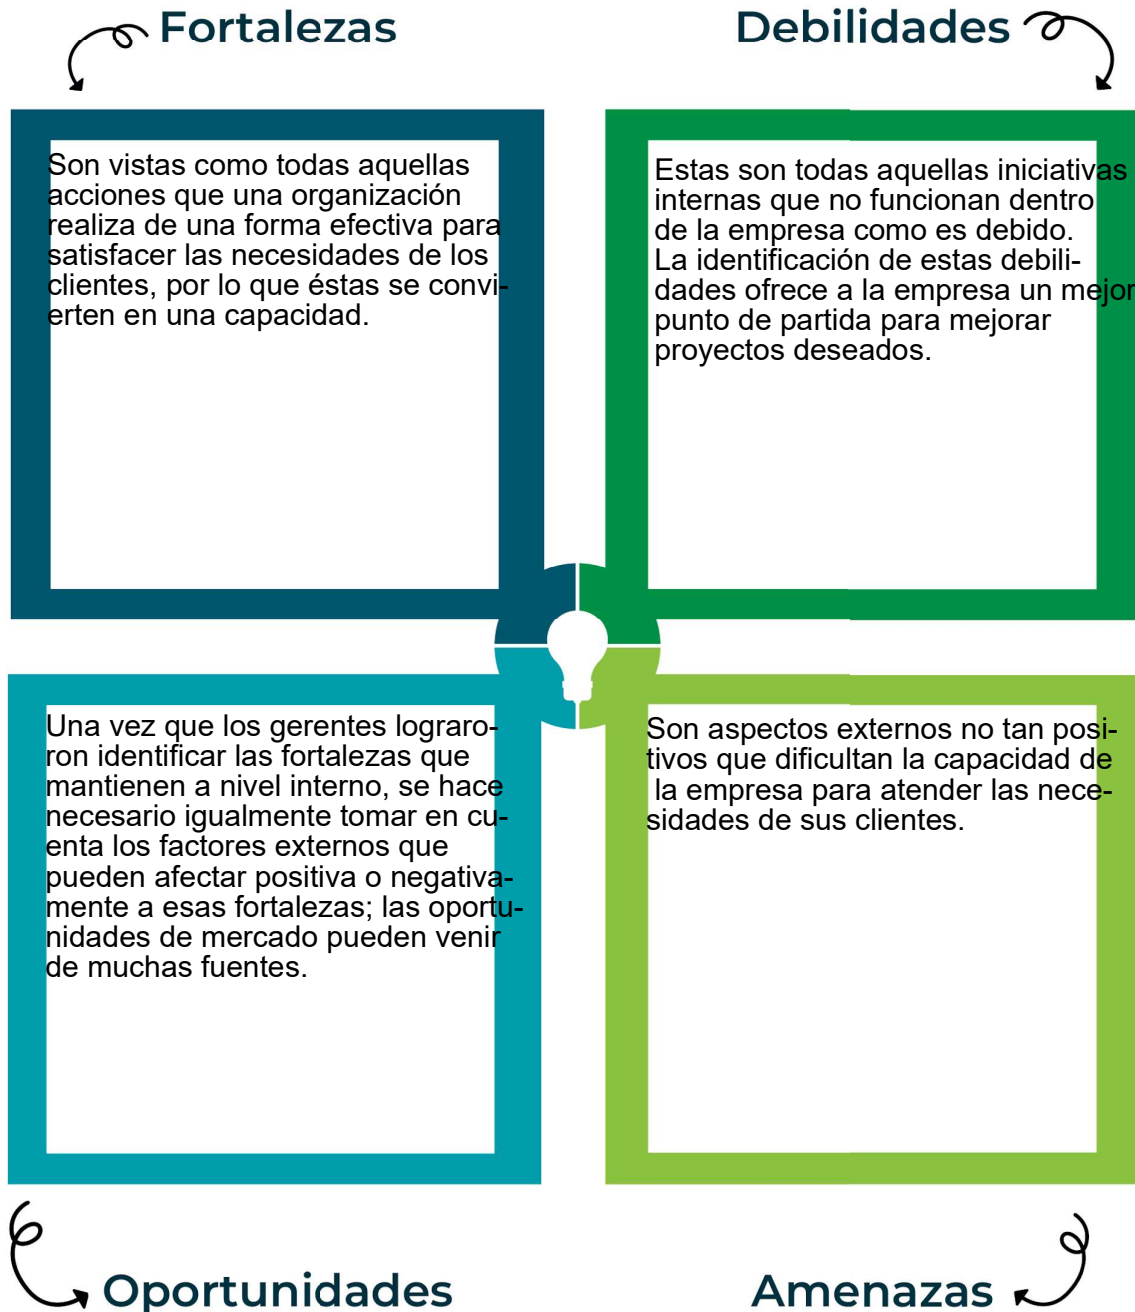 Fortalezas
Son vistas como todas aquellas
acciones que una organización
realiza de una forma efectiva para
satisfacer las necesidades de los
clientes, por lo que éstas se convi-
erten en una capacidad.
Debilidades
Estas son todas aquellas iniciativas
internas que no funcionan dentro
de la empresa como es debido.
La identificación de estas debili-
dades ofrece a la empresa un mejor
punto de partida para mejorar
proyectos deseados.
Una vez que los gerentes lograro-
ron identificar las fortalezas que
mantienen a nivel interno, se hace
necesario igualmente tomar en cu-
enta los factores externos que
pueden afectar positiva o negativa-
mente a esas fortalezas; las oportu-
nidades de mercado pueden venir
de muchas fuentes.
Oportunidades
Son aspectos externos no tan posi-
tivos que dificultan la capacidad de
la empresa para atender las nece-
sidades de sus clientes.
Amenazas